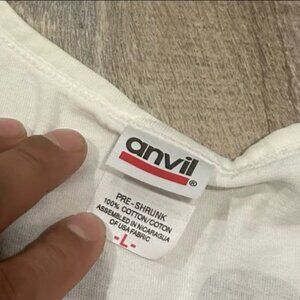 anvil
®
PRE-SHRUNK
100% COTTON/COTON
ASSEMBLED IN NICARAGUA
OF USA FABRIC
-L-